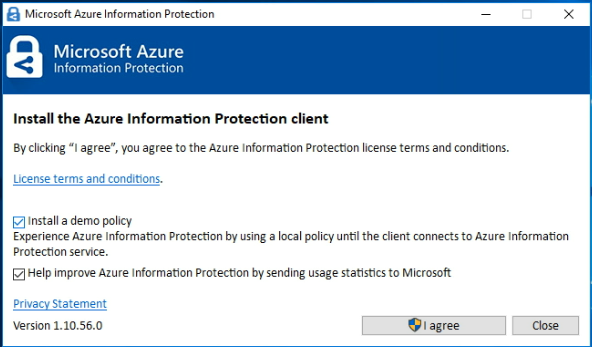 Microsoft Azure Information Protection
Microsoft Azure
Information Protection
Install the Azure Information Protection client
By clicking “I agree”, you agree to the Azure Information Protection license terms and conditions.
License terms and conditions.
Install a demo policy
Experience Azure Information Protection by using a local policy until the client connects to Azure Information
Protection service.
Help improve Azure Information Protection by sending usage statistics to Microsoft
Privacy Statement
Version 1.10.56.0
I agree
Close